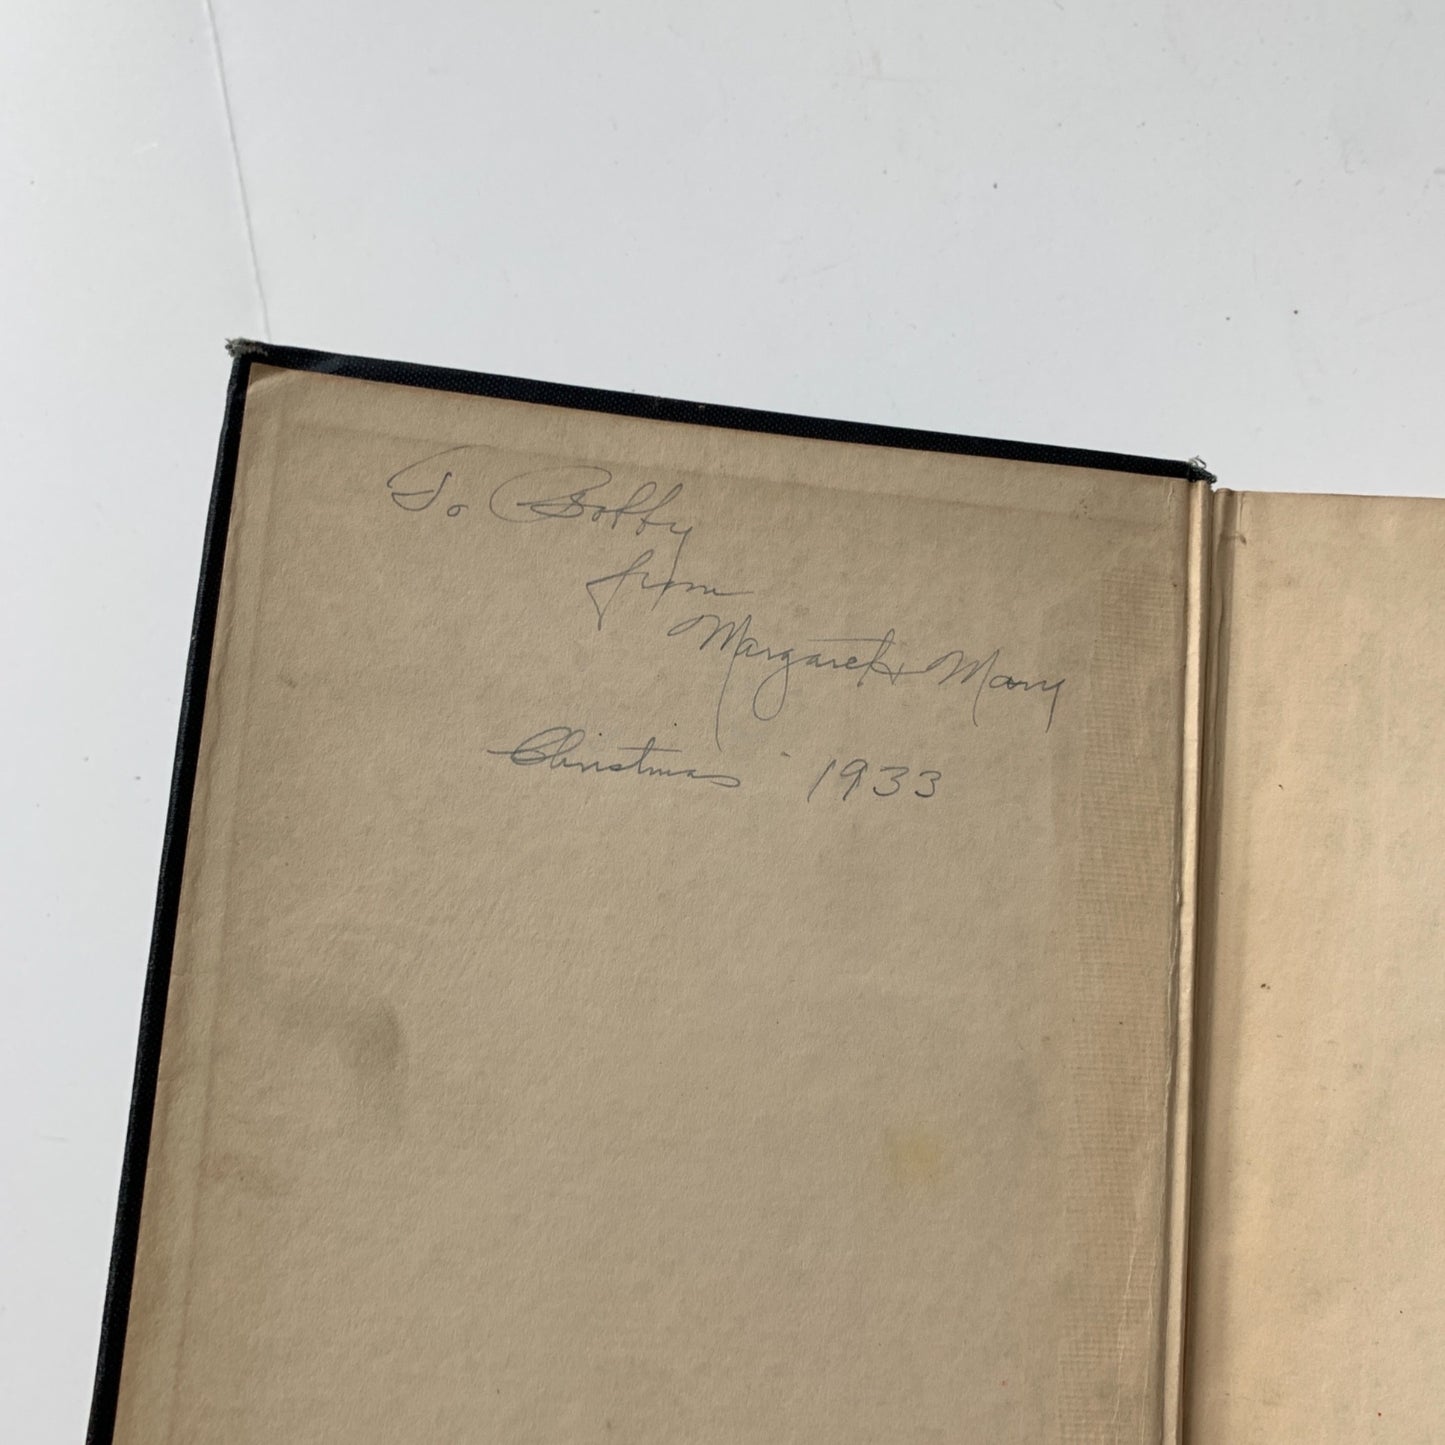 To Bobby
from
Margaret Mary
Christmas - 1933